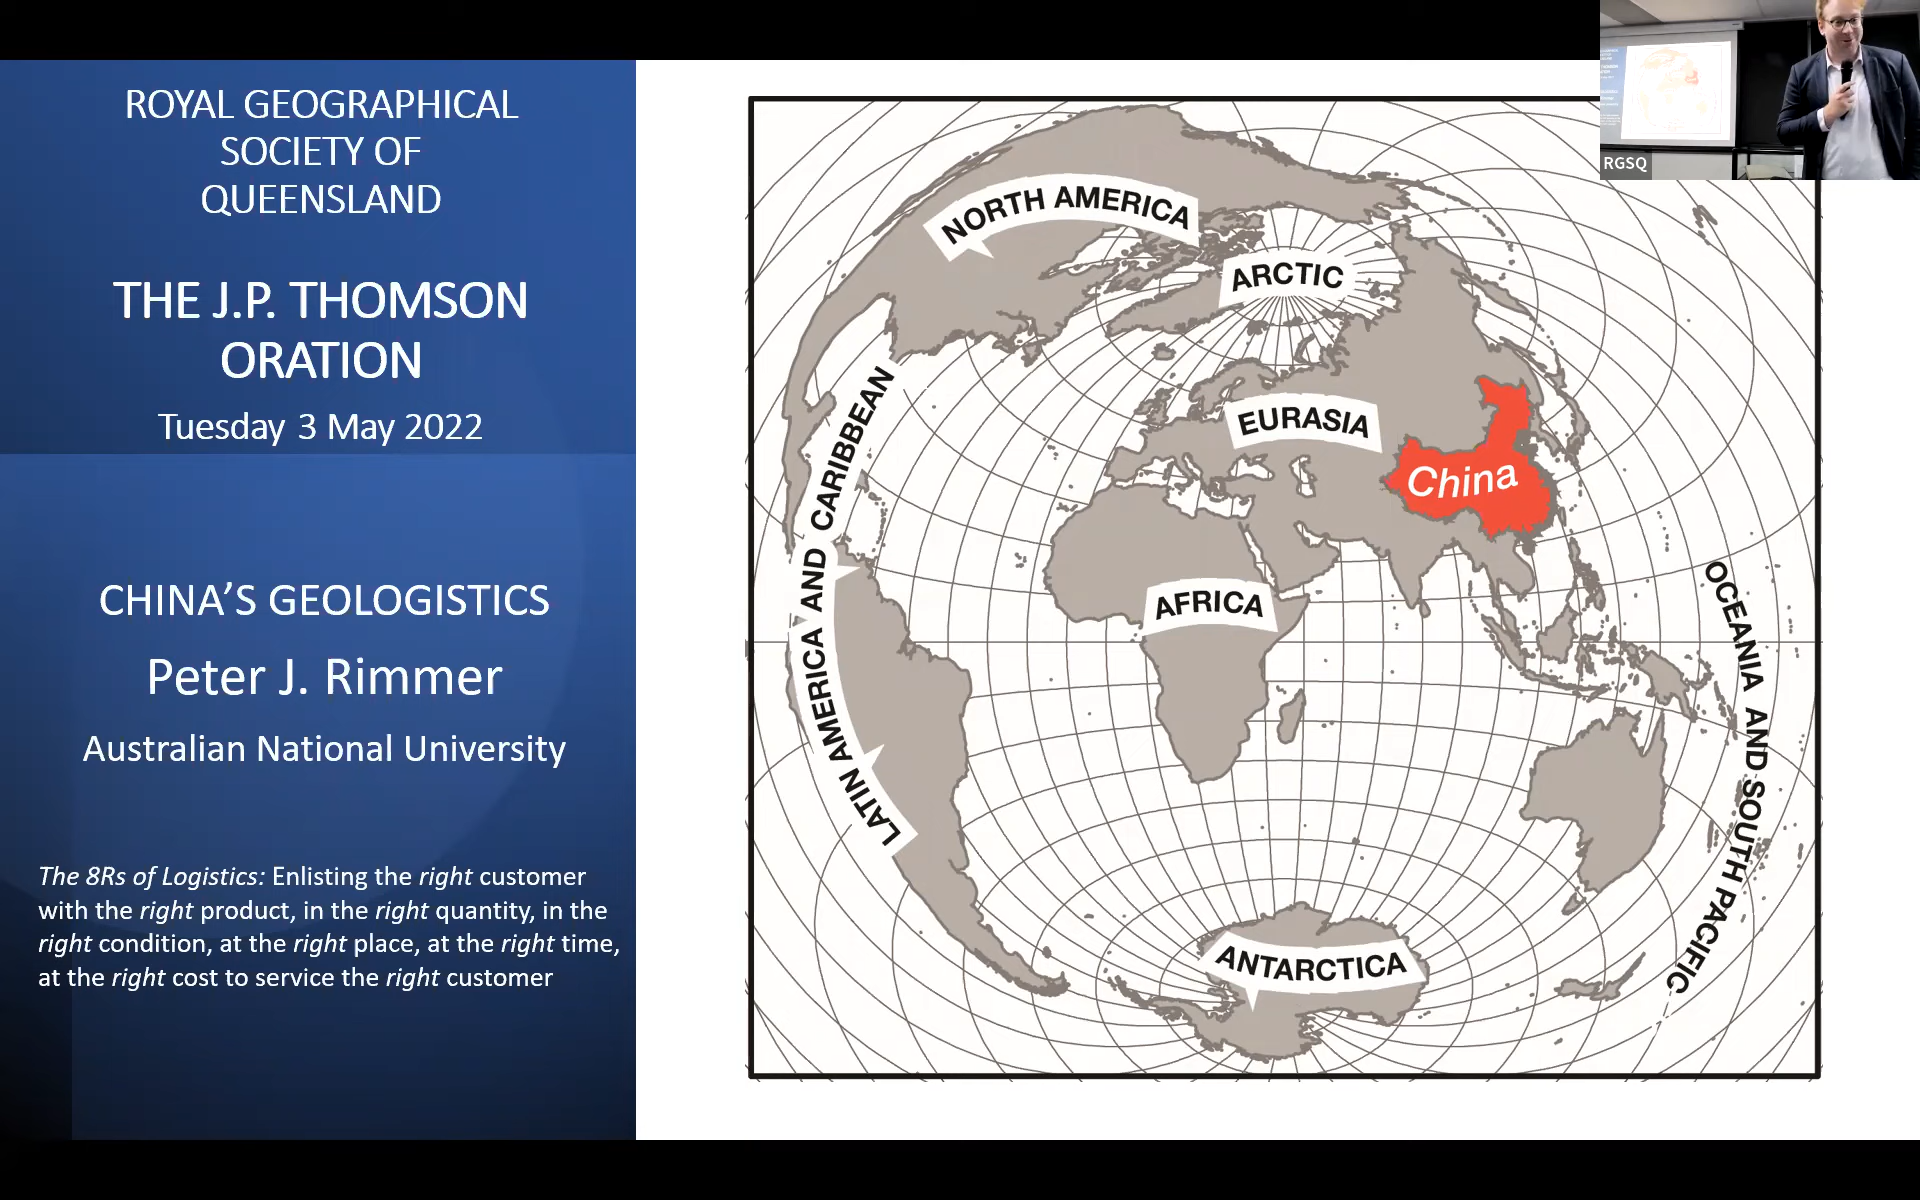 ROYAL GEOGRAPHICAL
SOCIETY OF
QUEENSLAND
THE J.P. THOMSON
ORATION
Tuesday 3 May 2022
CHINA'S GEOLOGISTICS
Peter J. Rimmer
Australian National University
The 8Rs of Logistics: Enlisting the right customer
with the right product, in the right quantity, in the
right condition, at the right place, at the right time,
at the right cost to service the right customer
NORTH AMERICA
ARCTIC
EURASIA
China
LATIN AMERICA AND CARIBBEAN
AFRICA
OCEANIA AND SOUTH PACIFIC
ANTARCTICA
RGSQ